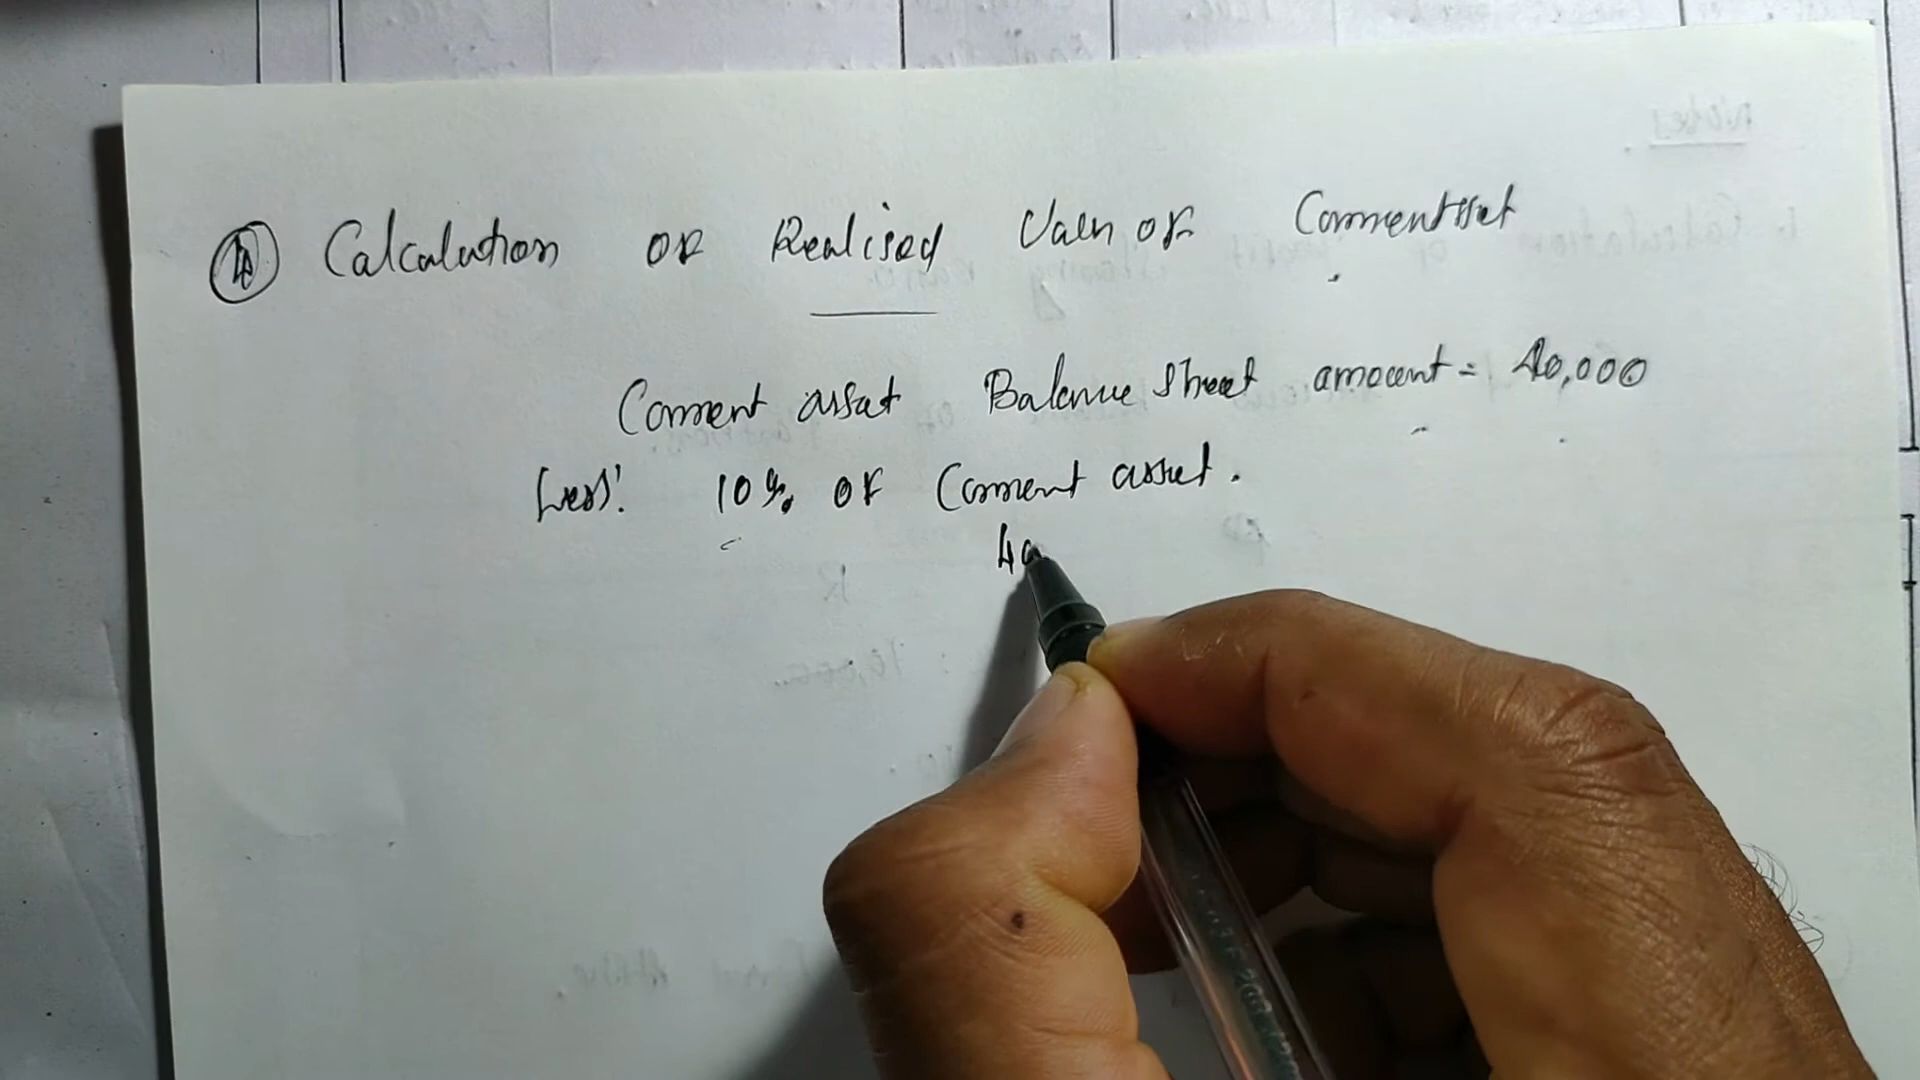 ④ Calculation of Realised Value of Current Asset
Current asset Balance Sheet amount = 40,000
Less: 10% of Current asset.
40